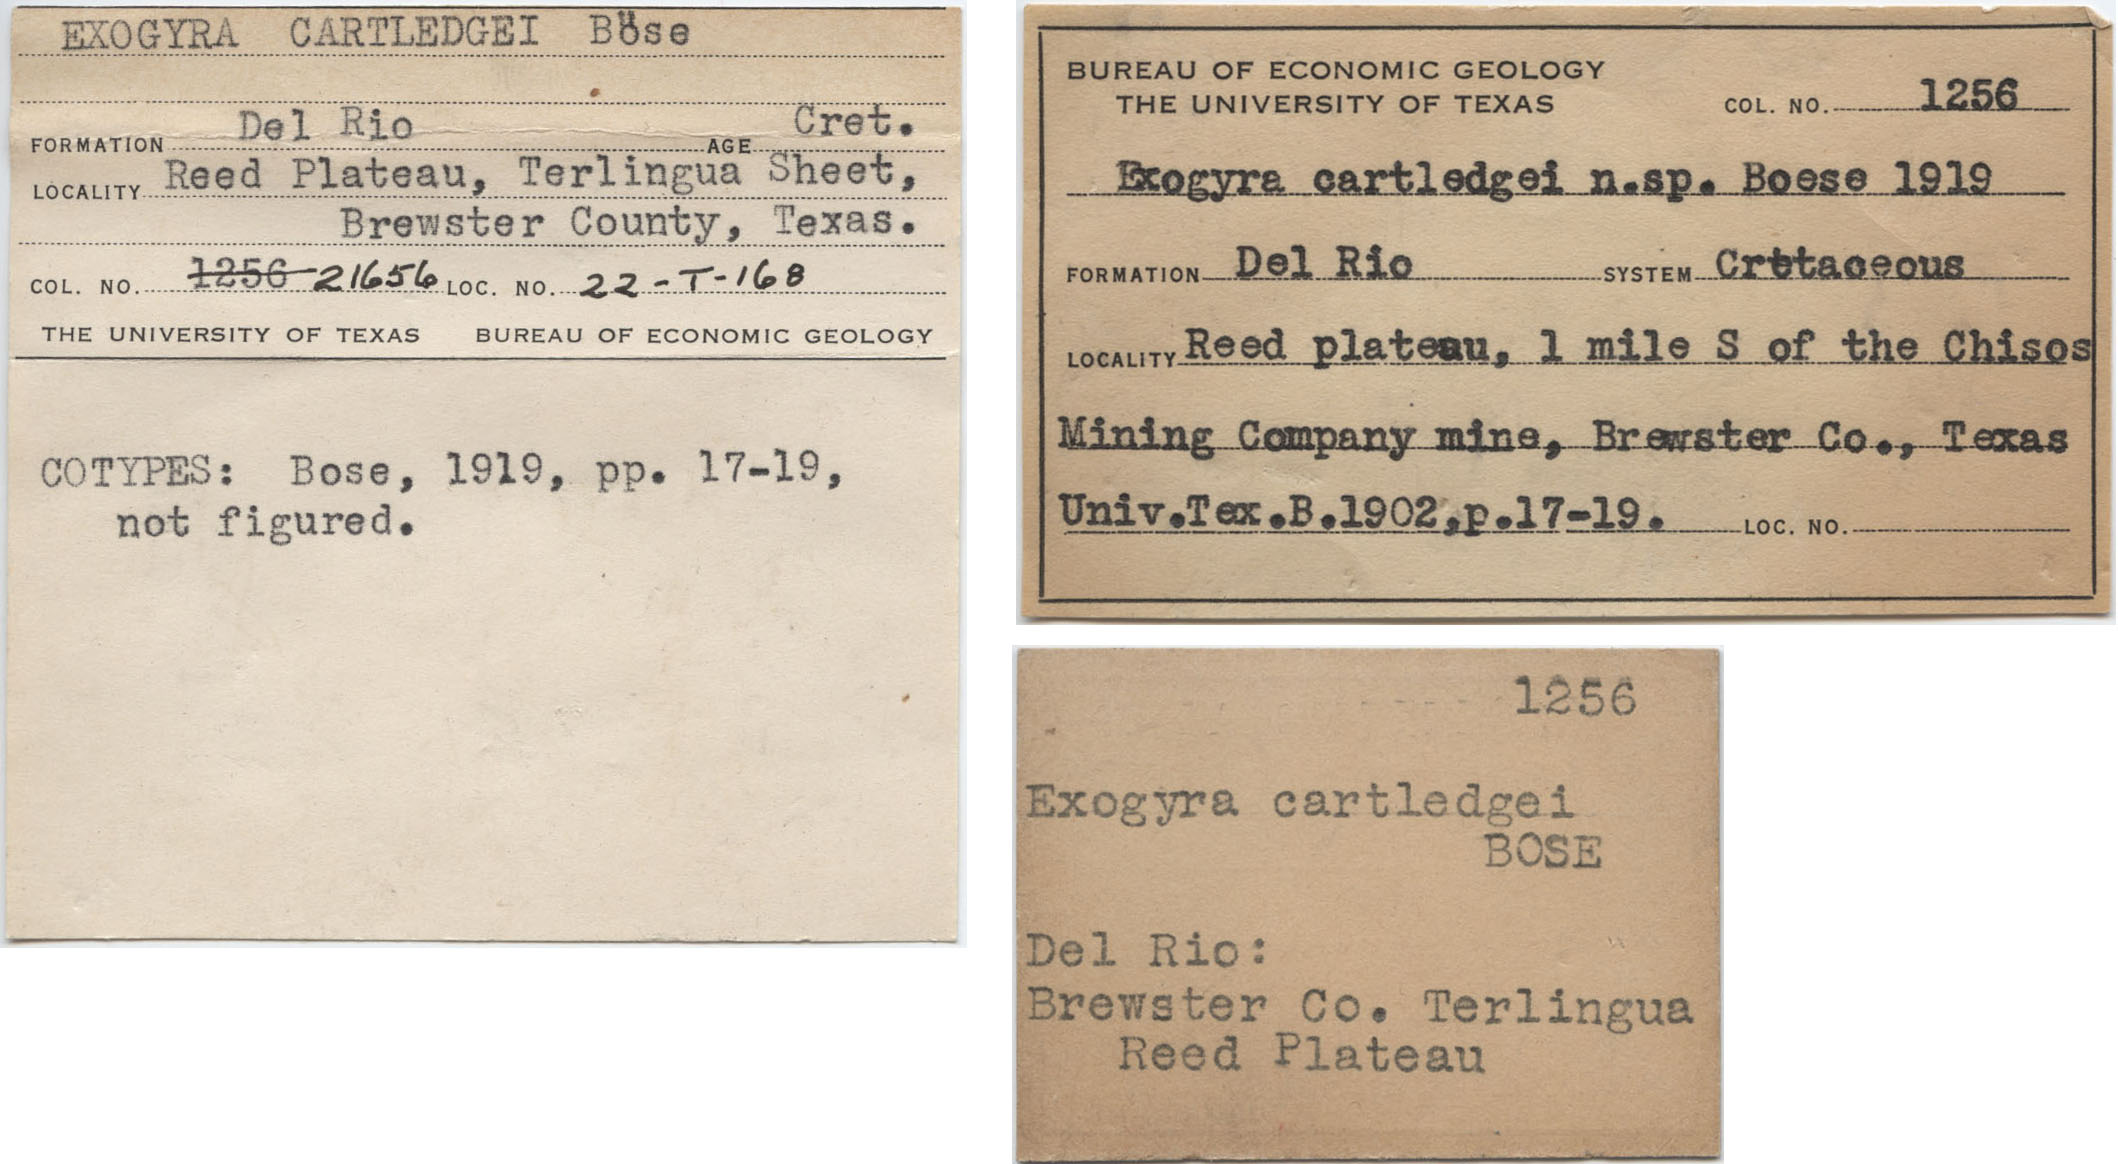 EXOGYRA CARTLEDGEI Böse
FORMATION Del Rio AGE Cret.
LOCALITY Reed Plateau, Terlingua Sheet,
Brewster County, Texas.
COL. NO. 1256 21656 LOC. NO. 22-T-168
THE UNIVERSITY OF TEXAS BUREAU OF ECONOMIC GEOLOGY
COTYPES: Bose, 1919, pp. 17-19,
not figured.
BUREAU OF ECONOMIC GEOLOGY
THE UNIVERSITY OF TEXAS COL. NO. 1256
Exogyra cartledgei n.sp. Boese 1919
FORMATION Del Rio SYSTEM Crttaceous
LOCALITY Reed plateau, 1 mile S of the Chisos
Mining Company mine, Brewster Co., Texas
Univ.Tex.B.1902,p.17-19. LOC. NO.
1256
Exogyra cartledgei
BOSE
Del Rio:
Brewster Co. Terlingua
Reed Plateau